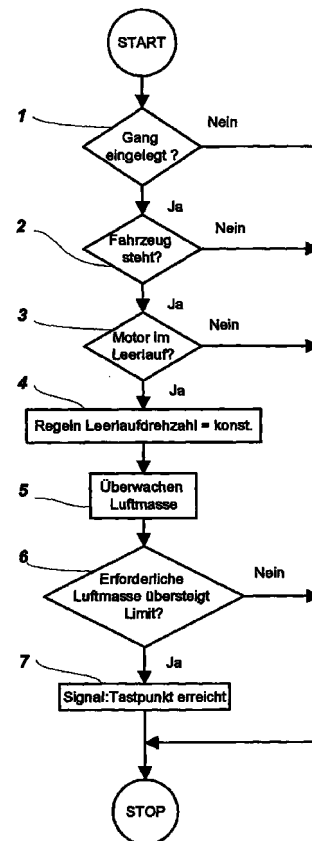 START
1
Gang
eingelegt ?
Nein
Ja
2
Fahrzeug
steht?
Nein
Ja
3
Motor im
Leerlauf?
Nein
Ja
4
Regeln Leerlaufdrehzahl = konst.
5
Überwachen
Luftmasse
6
Erforderliche
Luftmasse übersteigt
Limit?
Nein
Ja
7
Signal:Tastpunkt erreicht
STOP